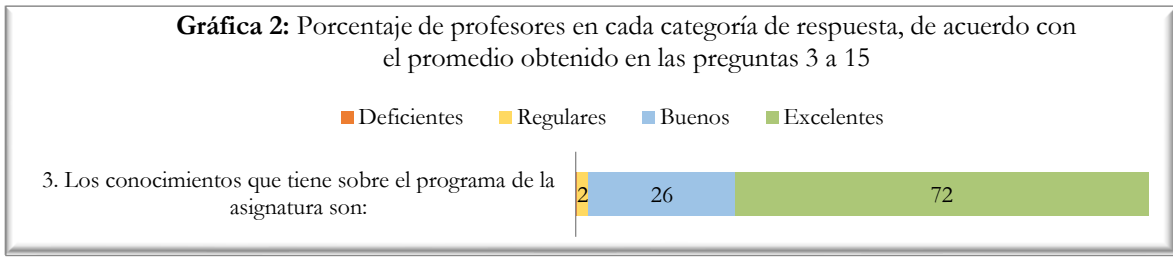 Gráfica 2: Porcentaje de profesores en cada categoría de respuesta, de acuerdo con
el promedio obtenido en las preguntas 3 a 15
Deficientes Regulares Buenos Excelentes
3. Los conocimientos que tiene sobre el programa de la
asignatura son:
2 26 72